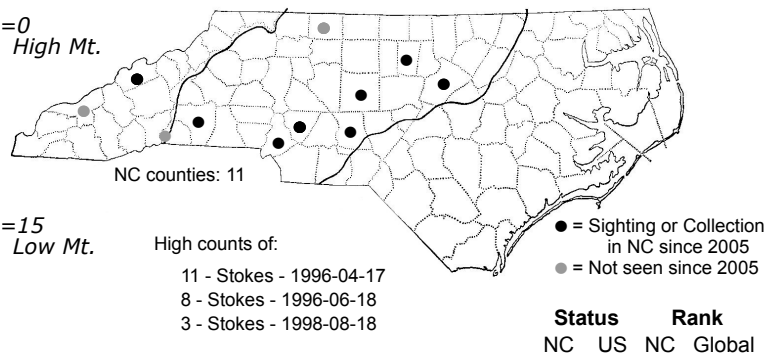 =0
High Mt.
NC counties: 11
=15
Low Mt.
High counts of:
11 - Stokes - 1996-04-17
8 - Stokes - 1996-06-18
3 - Stokes - 1998-08-18
= Sighting or Collection
in NC since 2005
= Not seen since 2005
Status Rank
NC US NC Global